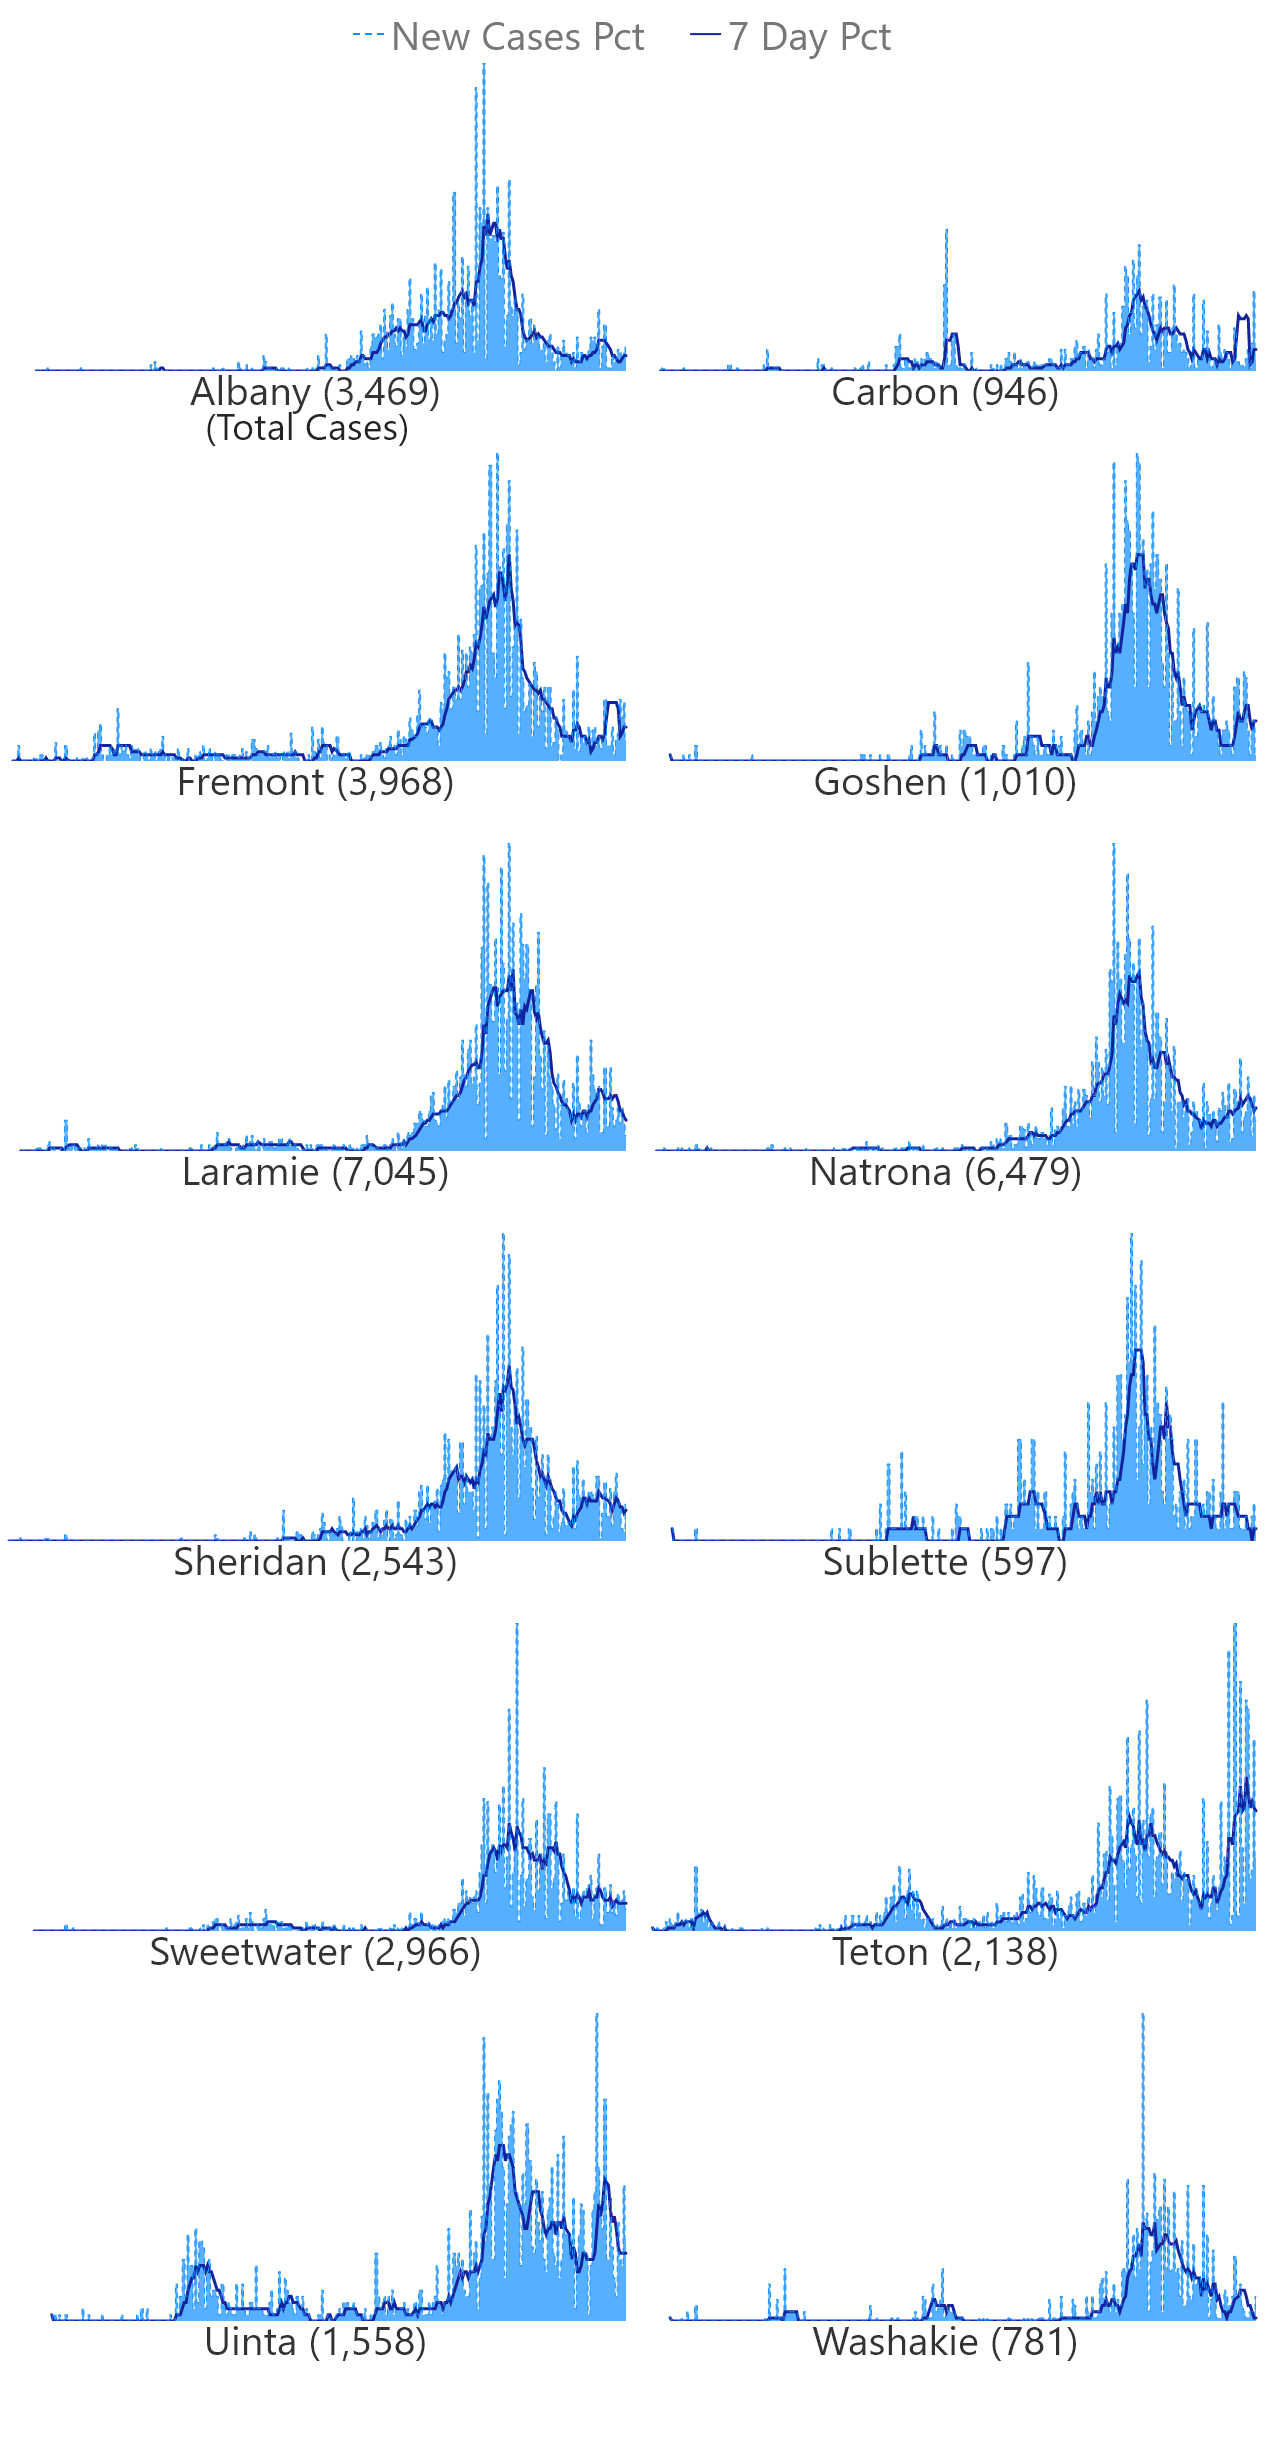 New Cases Pct 7 Day Pct
Albany (3,469) Carbon (946)
(Total Cases)
Fremont (3,968) Goshen (1,010)
Laramie (7,045) Natrona (6,479)
Sheridan (2,543) Sublette (597)
Sweetwater (2,966) Teton (2,138)
Uinta (1,558) Washakie (781)